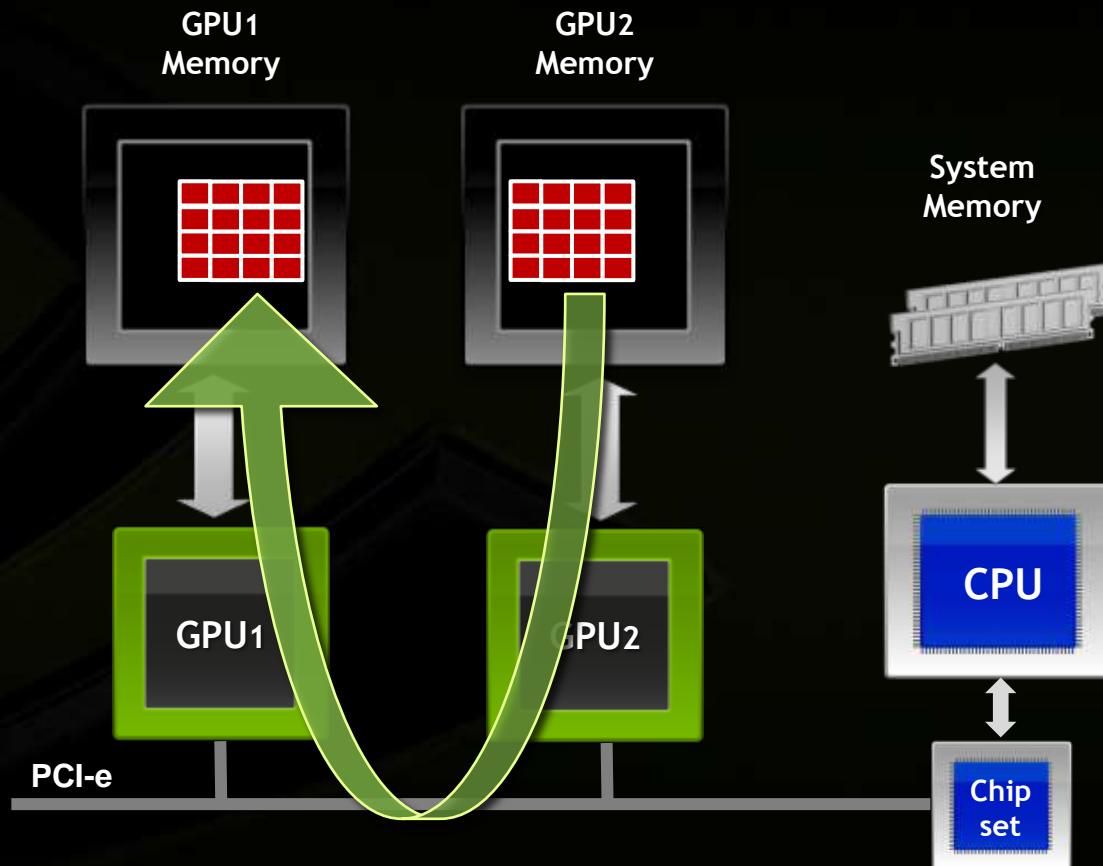 GPU1
Memory
GPU2
Memory
System
Memory
GPU1
GPU2
CPU
PCI-e
Chip
set